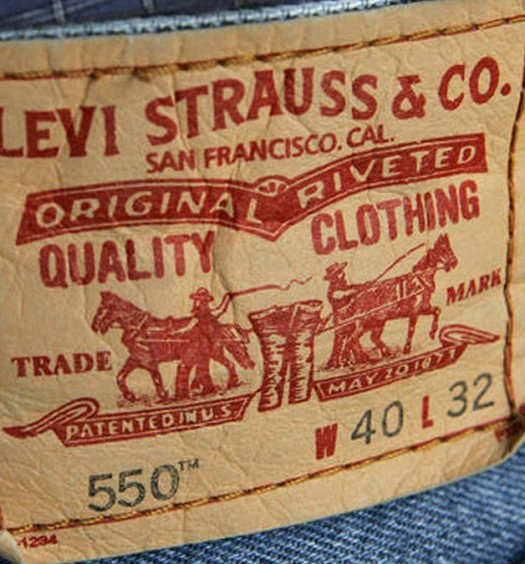 LEVI STRAUSS & CO.
SAN FRANCISCO. CAL.
ORIGINAL RIVETED
QUALITY CLOTHING
TRADE MARK
PATENTED IN U.S. MAY 20 1873
W 40 L 32
550™
1234